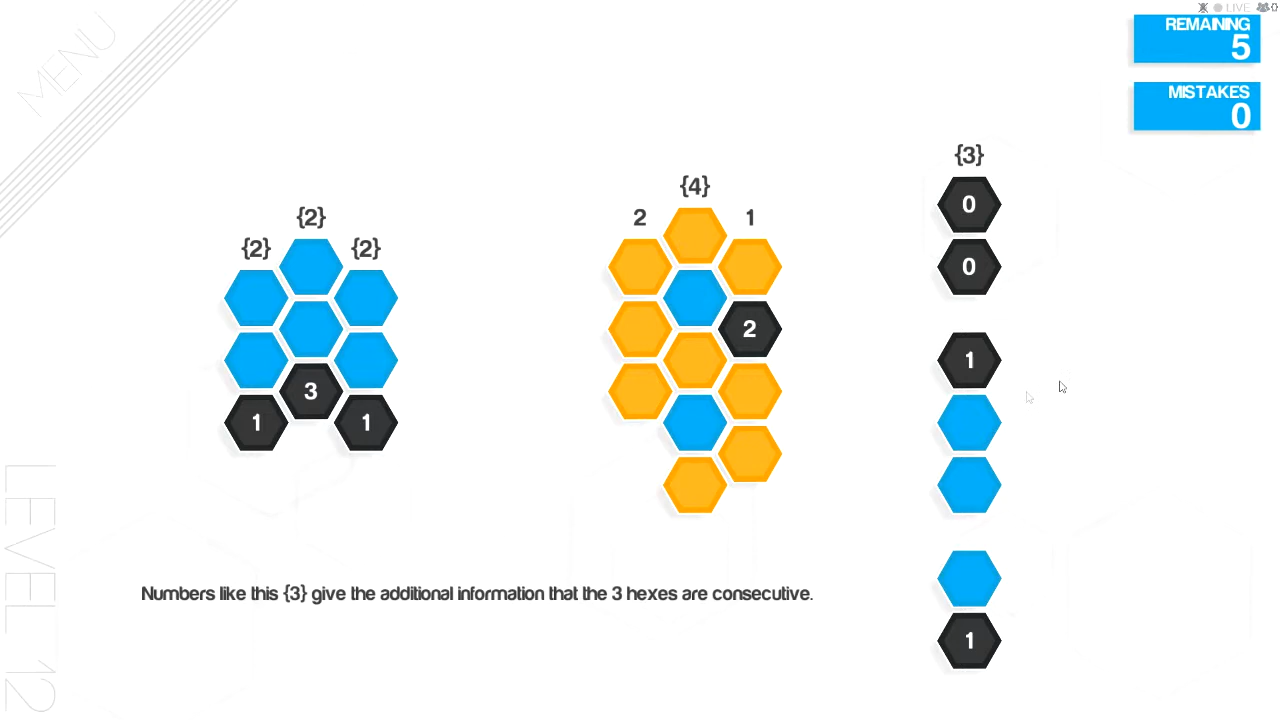 LIVE
MENU
REMAINING
5
MISTAKES
0
{3}
{4}
{2}
2
1
{2}
{2}
0
0
2
1
3
1
1
1
Numbers like this {3} give the additional information that the 3 hexes are consecutive.
LEVEL 12